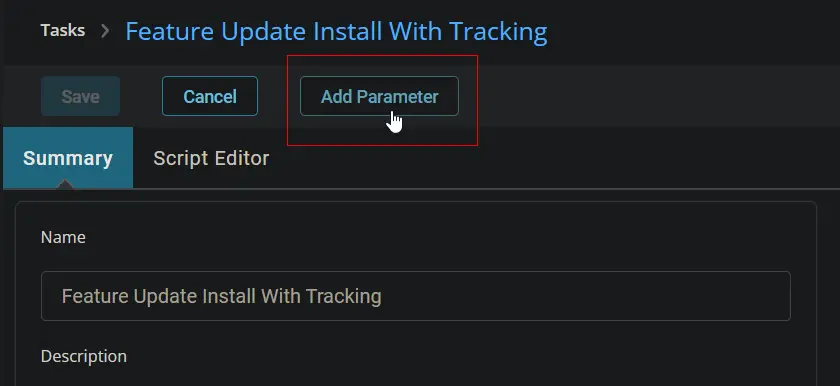 Tasks > Feature Update Install With Tracking
Save Cancel Add Parameter
Summary Script Editor
Name
Feature Update Install With Tracking
Description